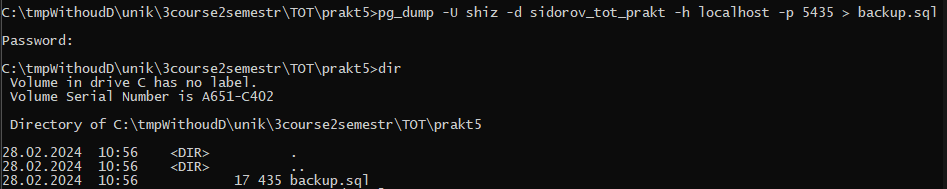 C:\tmpWithoudD\unik\3course2semestr\TOT\prakt5>pg_dump -U shiz -d sidorov_tot_prakt -h localhost -p 5435 > backup.sql
Password:
C:\tmpWithoudD\unik\3course2semestr\TOT\prakt5>dir
Volume in drive C has no label.
Volume Serial Number is A651-C402
Directory of C:\tmpWithoudD\unik\3course2semestr\TOT\prakt5
28.02.2024  10:56    <DIR>          .
28.02.2024  10:56    <DIR>          ..
28.02.2024  10:56            17 435 backup.sql